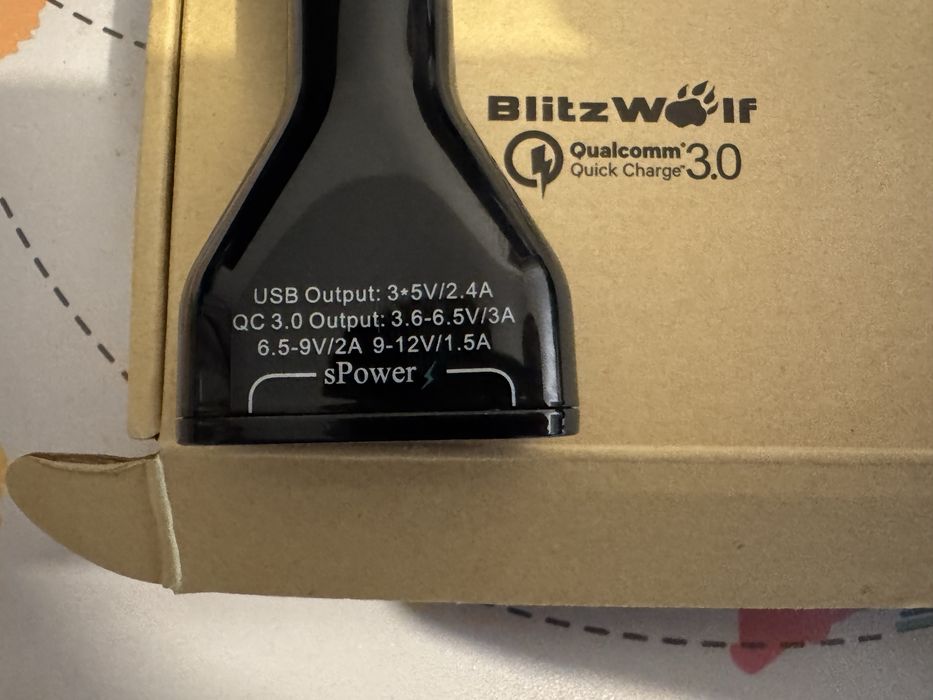 BlitzWolf
Qualcomm®
Quick Charge™ 3.0
USB Output: 3*5V/2.4A
QC 3.0 Output: 3.6-6.5V/3A
6.5-9V/2A 9-12V/1.5A
sPower